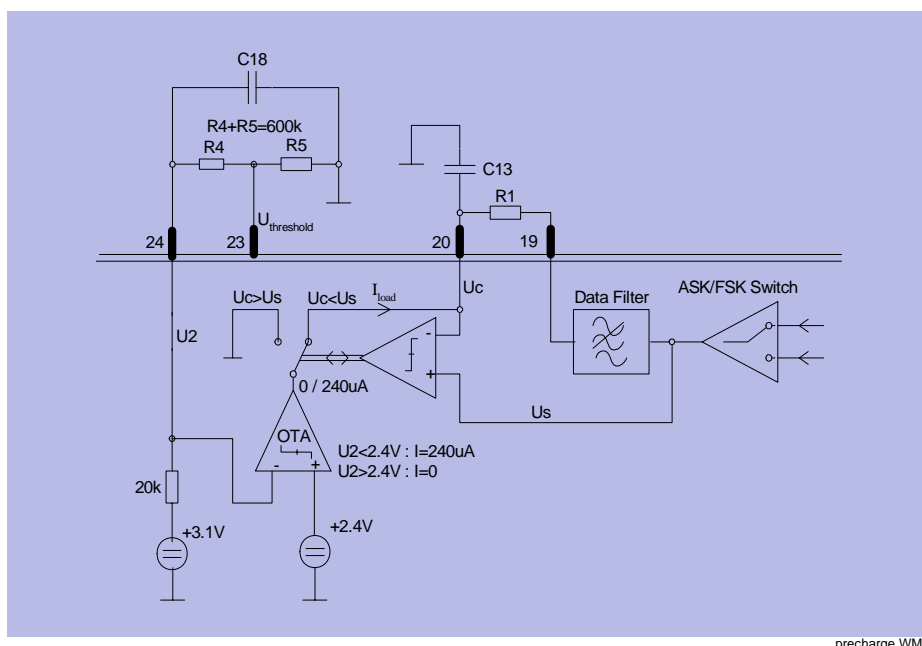 C18
R4+R5=600k
R4
R5
C13
R1
U threshold
24
23
20
19
Uc>Us
Uc<Us
I load
Uc
Data Filter
ASK/FSK Switch
U2
0 / 240uA
-
+
Us
OTA
U2<2.4V : I=240uA
U2>2.4V : I=0
-
+
20k
+3.1V
+2.4V
precharge.WM